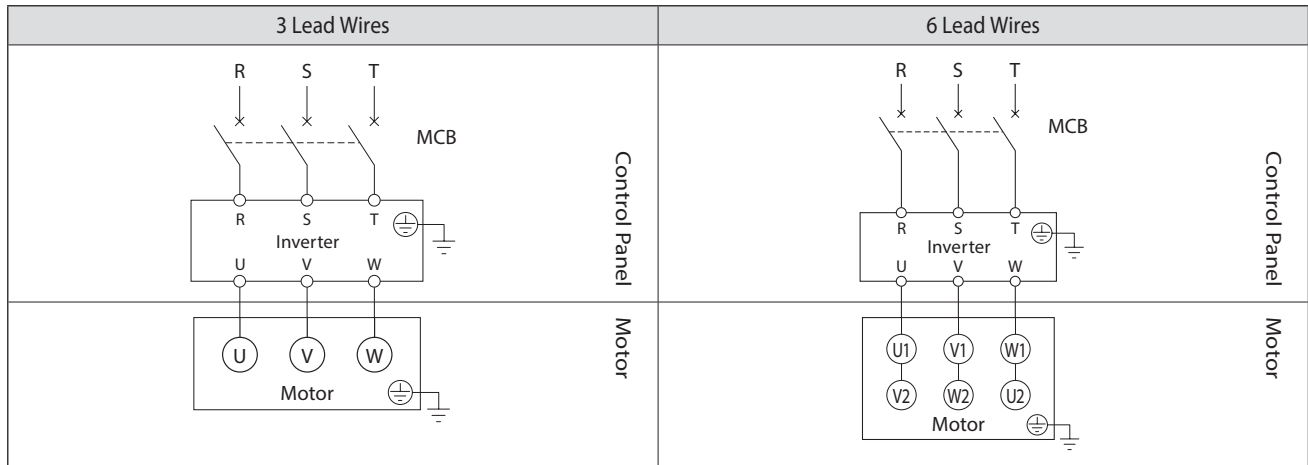 3 Lead Wires
6 Lead Wires
R S T
MCB
R S T
Inverter
U V W
Control Panel
U V W
Motor
Motor
R S T
MCB
R S T
Inverter
U V W
Control Panel
U1 V1 W1
V2 W2 U2
Motor
Motor